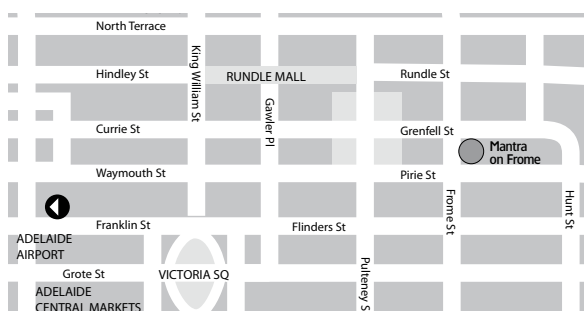 North Terrace
King William St
Hindley St
RUNDLE MALL
Rundle St
Gawler Pl
Currie St
Grenfell St
Mantra
on Frome
Waymouth St
Pirie St
Frome St
Hunt St
Franklin St
Flinders St
ADELAIDE
AIRPORT
Grote St
VICTORIA SQ
Pulteney S
ADELAIDE
CENTRAL MARKETS